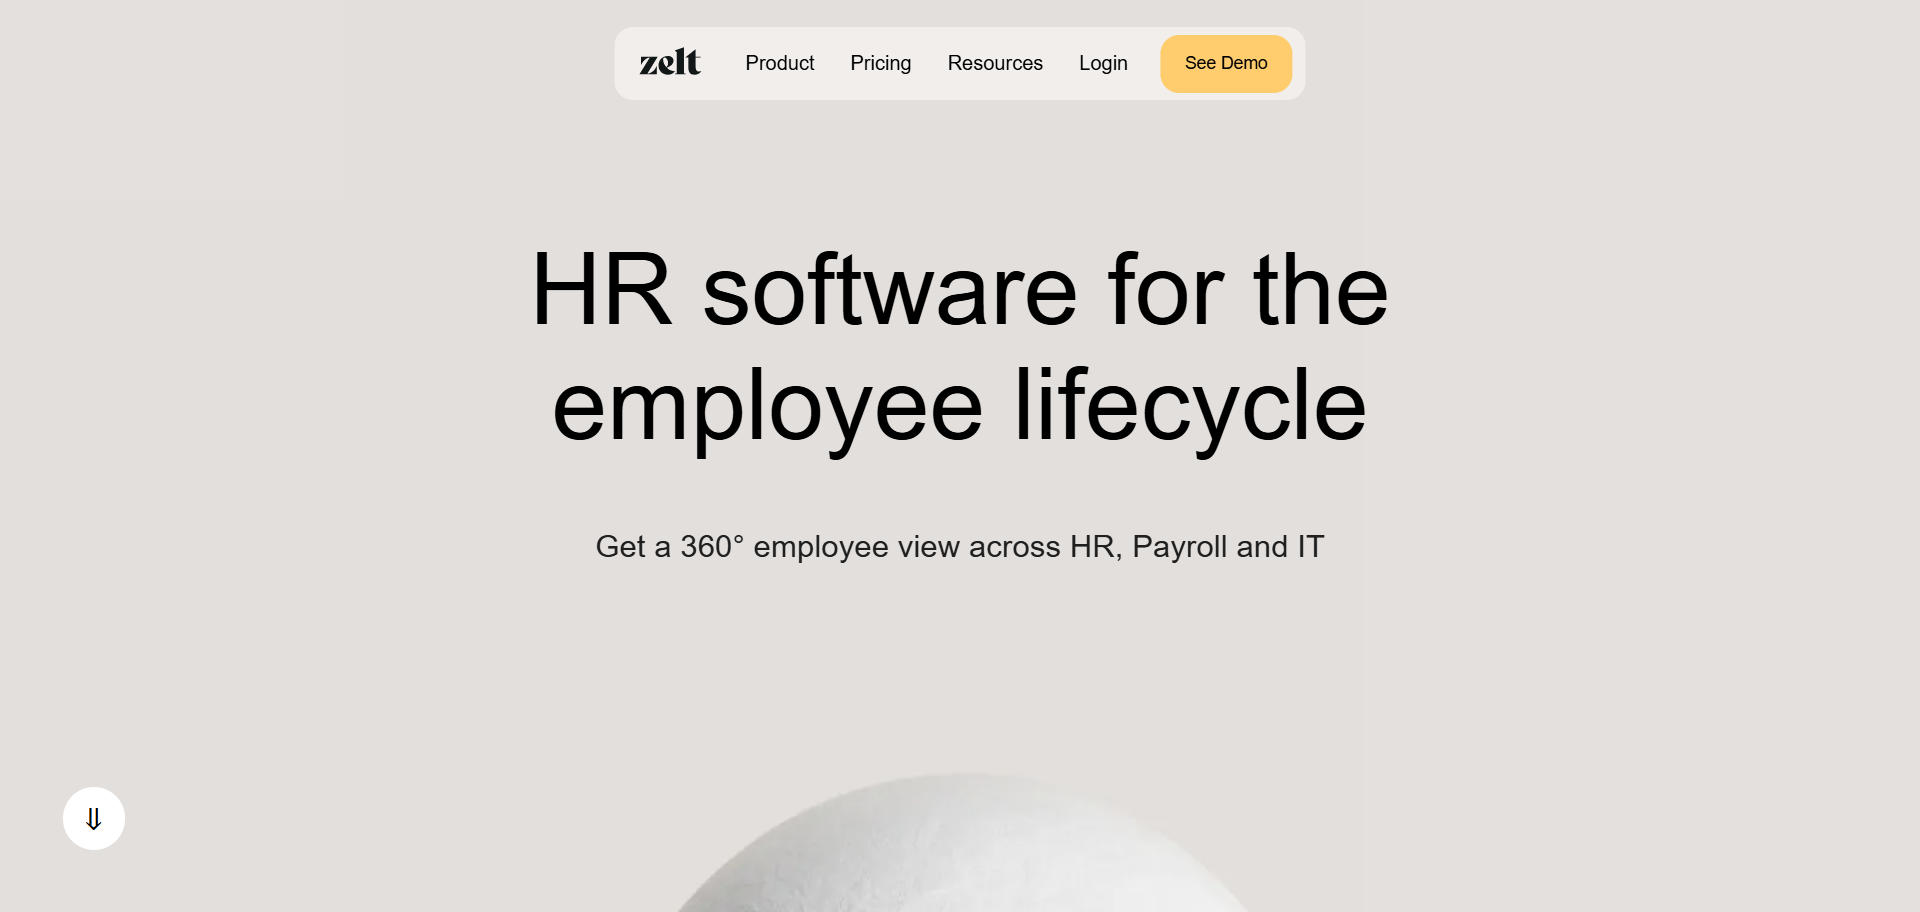 zelt Product Pricing Resources Login See Demo
HR software for the
employee lifecycle
Get a 360° employee view across HR, Payroll and IT
⇓